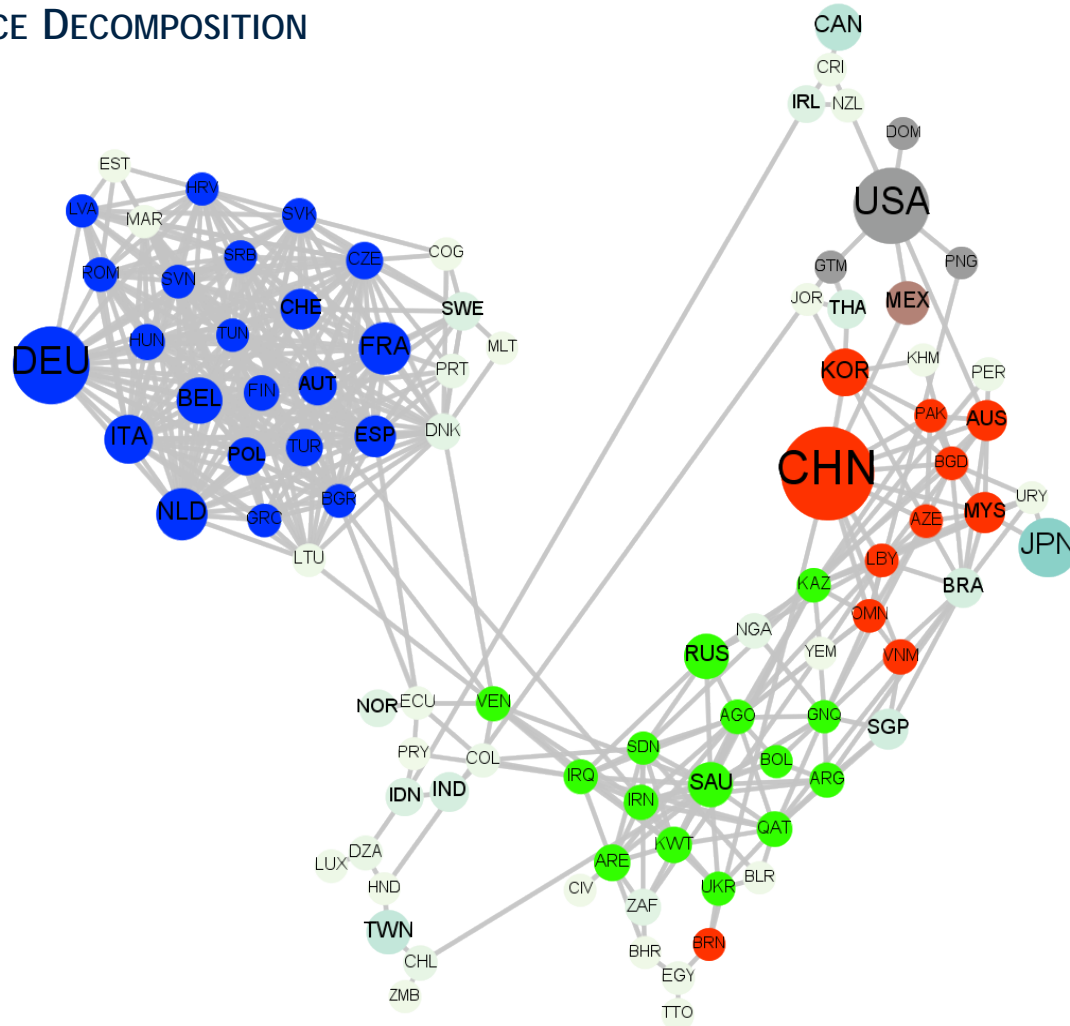 CE DECOMPOSITION
CAN
CRI
IRL
NZL
DOM
EST
HRV
USA
LVA
MAR
SVK
COG
SRB
CZE
PNG
ROM
SVN
GTM
JOR
THA
MEX
CHE
SWE
HUN
TUN
FRA
MLT
DEU
KHM
PRT
KOR
PER
AUT
FIN
BEL
PAK
AUS
DNK
ITA
ESP
TUR
POL
CHN
BGD
URY
BGR
NLD
GRC
MYS
AZE
JPN
LTU
LBY
KAZ
BRA
OMN
NGA
YEM
RUS
VNM
ECU
VEN
NOR
AGO
GNQ
SGP
SDN
PRY
COL
BOL
IRQ
SAU
ARG
IDN
IND
IRN
QAT
KWT
DZA
LUX
ARE
BLR
HND
CIV
UKR
ZAF
TWN
BRN
BHR
CHL
EGY
ZMB
TTO